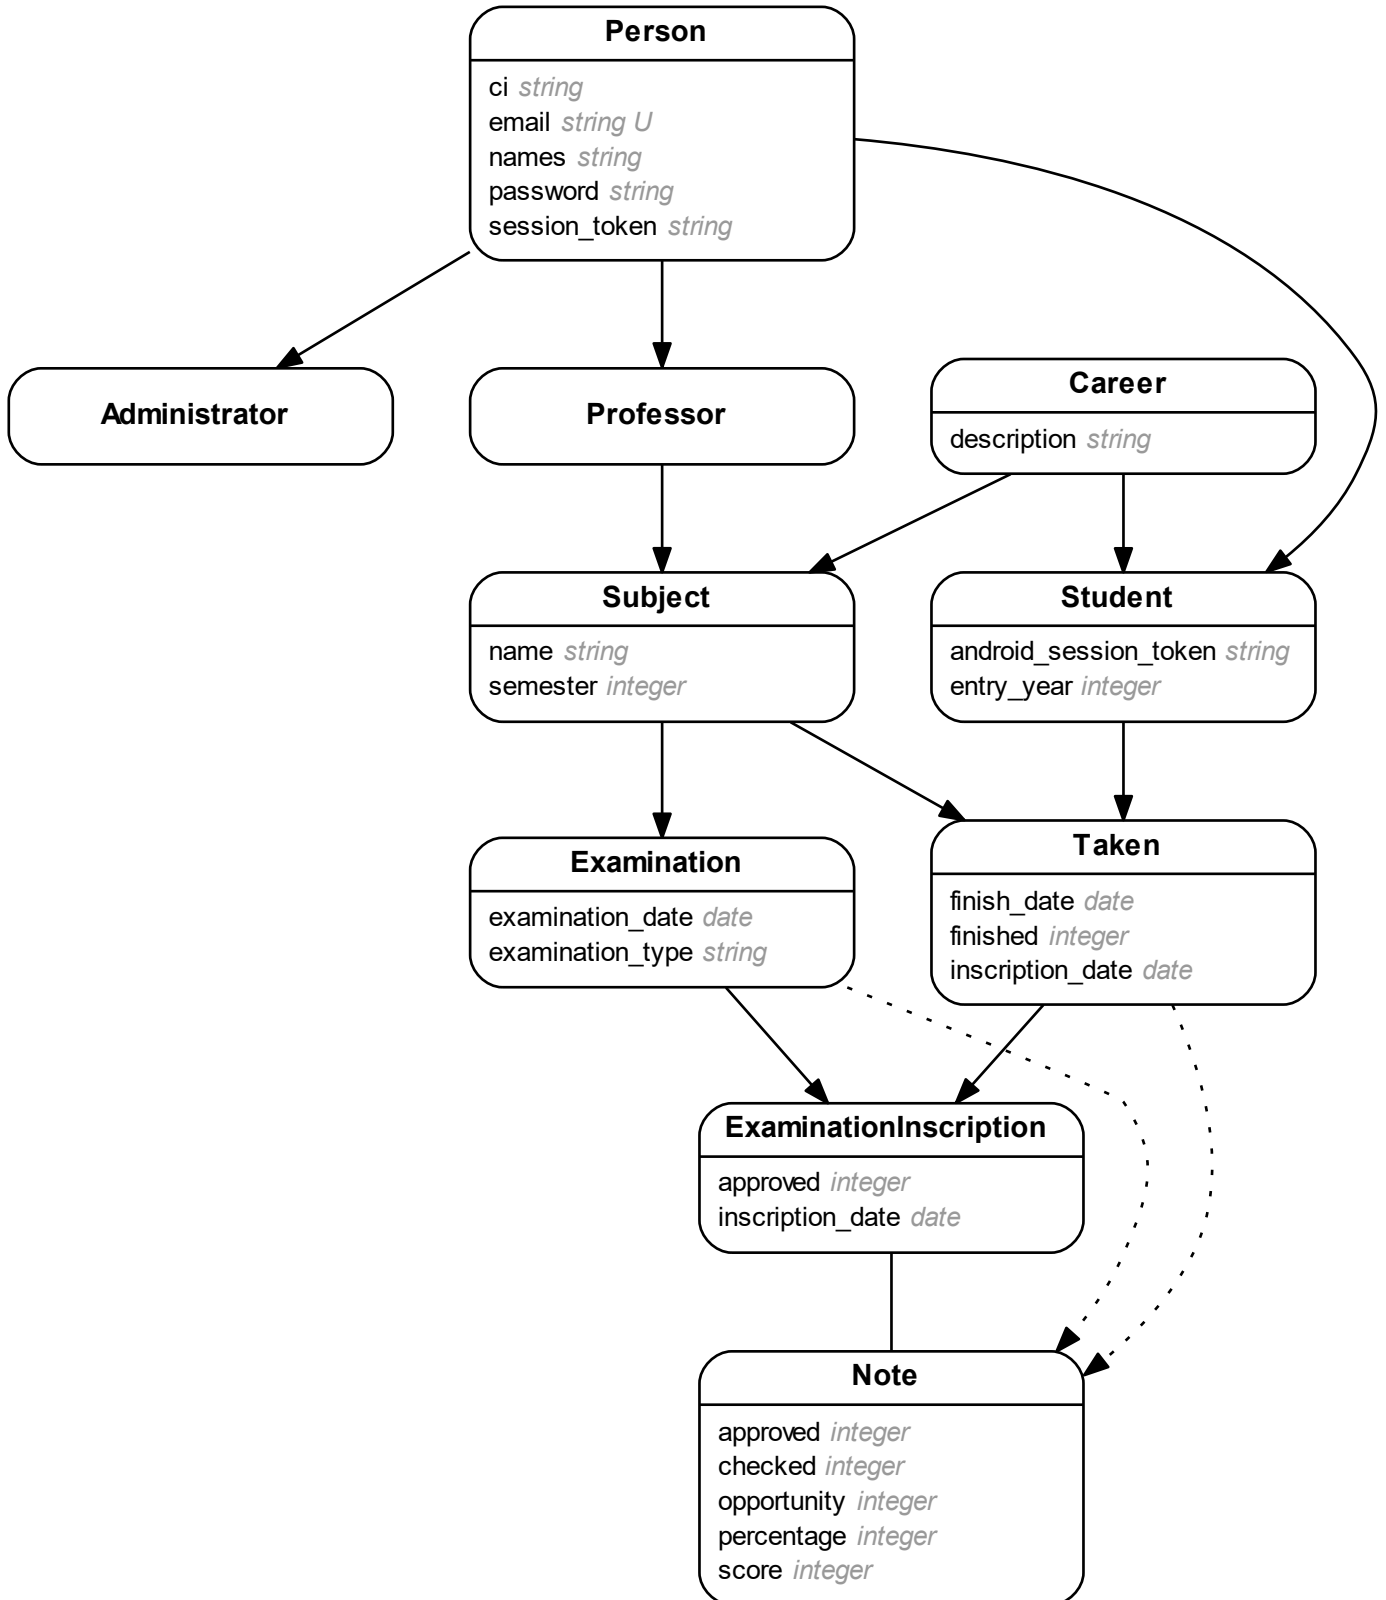 Person
ci string
email string U
names string
password string
session_token string
Administrator
Professor
Career
description string
Subject
name string
semester integer
Student
android_session_token string
entry_year integer
Examination
examination_date date
examination_type string
Taken
finish_date date
finished integer
inscription_date date
ExaminationInscription
approved integer
inscription_date date
Note
approved integer
checked integer
opportunity integer
percentage integer
score integer